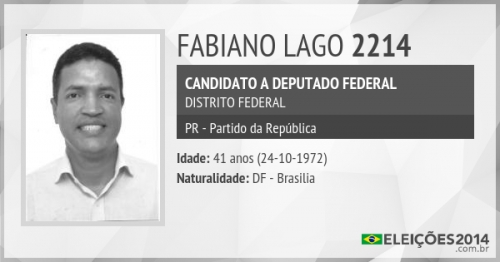 FABIANO LAGO 2214
CANDIDATO A DEPUTADO FEDERAL
DISTRITO FEDERAL
PR - Partido da República
Idade: 41 anos (24-10-1972)
Naturalidade: DF - Brasilia
ELEIÇÕES2014
.com.br